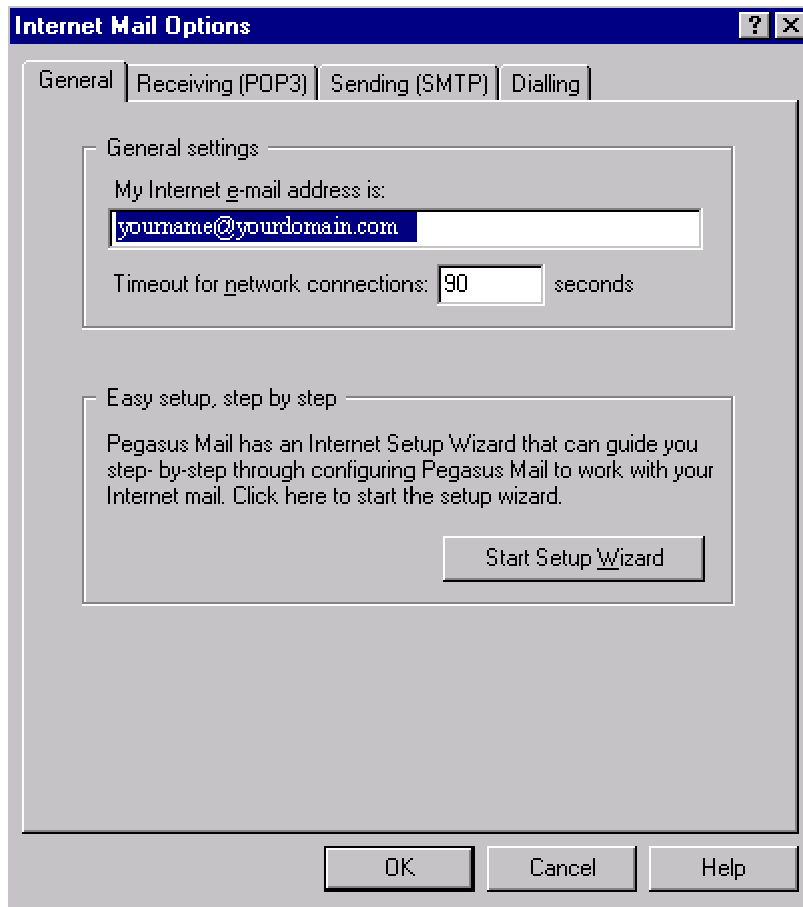 Internet Mail Options
General Receiving (POP3) Sending (SMTP) Dialling
General settings
My Internet e-mail address is:
yourname@yourdomain.com
Timeout for network connections: 90 seconds
Easy setup, step by step
Pegasus Mail has an Internet Setup Wizard that can guide you
step- by-step through configuring Pegasus Mail to work with your
Internet mail. Click here to start the setup wizard.
Start Setup Wizard
OK Cancel Help